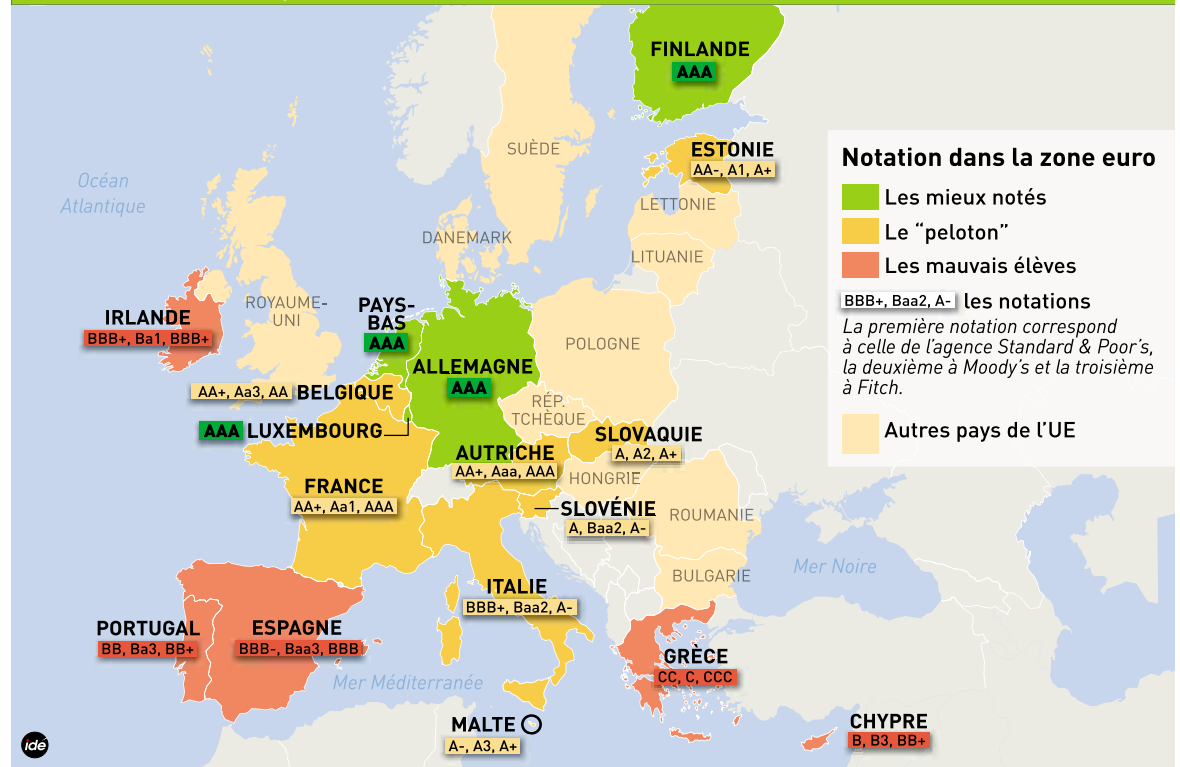 FINLANDE
AAA
ESTONIE
AA-, A1, A+
SUÈDE
LETTONIE
LITUANIE
DANEMARK
Océan
Atlantique
Notation dans la zone euro
Les mieux notés
Le “peloton”
Les mauvais élèves
BBB+, Baa2, A- les notations
La première notation correspond
à celle de l’agence Standard & Poor’s,
la deuxième à Moody’s et la troisième
à Fitch.
Autres pays de l’UE
IRLANDE
BBB+, Ba1, BBB+
ROYAUME-
UNI
PAYS-
BAS
AAA
ALLEMAGNE
AAA
POLOGNE
AA+, Aa3, AA BELGIQUE
RÉP.
TCHÈQUE
AAA LUXEMBOURG
SLOVAQUIE
A, A2, A+
AUTRICHE
AA+, Aaa, AAA
HONGRIE
FRANCE
AA+, Aa1, AAA
SLOVÉNIE
A, Baa2, A-
ROUMANIE
Mer Noire
BULGARIE
ITALIE
BBB+, Baa2, A-
PORTUGAL
BB, Ba3, BB+
ESPAGNE
BBB-, Baa3, BBB
GRÈCE
CC, C, CCC
Mer Méditerranée
MALTE
A-, A3, A+
CHYPRE
B, B3, BB+
idé